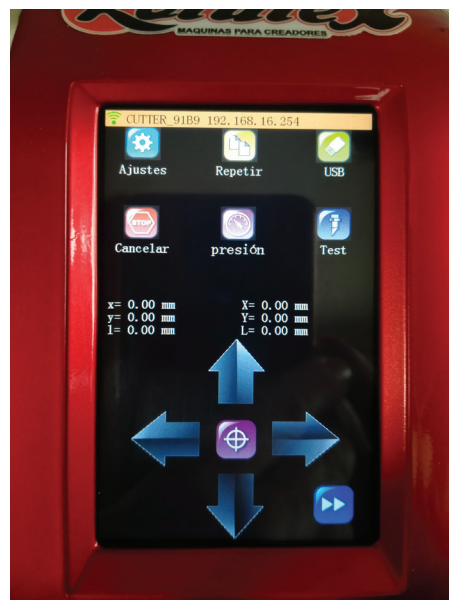 MAQUINAS PARA CREADORES
CUTTER_91B9 192.168.16.254
Ajustes Repetir USB
STOP
Cancelar presión Test
x= 0.00 mm X= 0.00 mm
y= 0.00 mm Y= 0.00 mm
l= 0.00 mm L= 0.00 mm